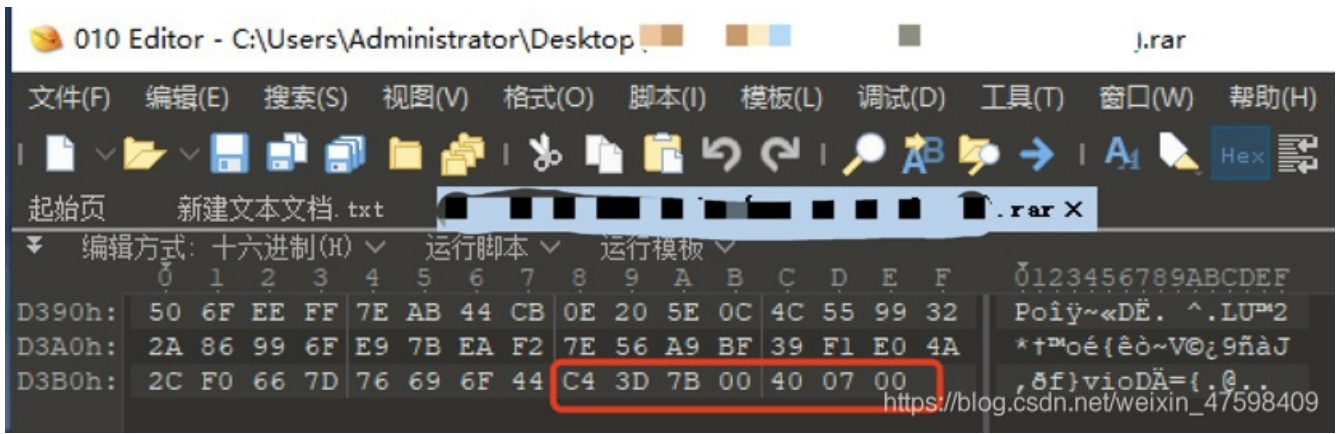 010 Editor - C:\Users\Administrator\Desktop ).rar
文件(F) 编辑(E) 搜索(S) 视图(V) 格式(O) 脚本(I) 模板(L) 调试(D) 工具(T) 窗口(W) 帮助(H)
Hex
起始页 新建文本文档.txt .rar X
编辑方式: 十六进制(H) 运行脚本 运行模板
0 1 2 3 4 5 6 7 8 9 A B C D E F 0123456789ABCDEF
D390h: 50 6F EE FF 7E AB 44 CB 0E 20 5E 0C 4C 55 99 32 Poîÿ~«DË. ^.LU™2
D3A0h: 2A 86 99 6F E9 7B EA F2 7E 56 A9 BF 39 F1 E0 4A *†™oé{êò~V©¿9ñàJ
D3B0h: 2C F0 66 7D 76 69 6F 44 C4 3D 7B 00 40 07 00 ,ðf}vioDÄ={.@..
https://blog.csdn.net/weixin_47598409